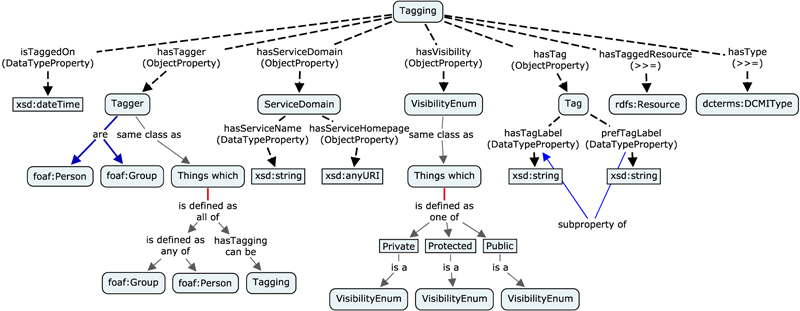 Tagging
isTaggedOn
(DataTypeProperty)
hasTagger
(ObjectProperty)
hasServiceDomain
(ObjectProperty)
hasVisibility
(ObjectProperty)
hasTag
(ObjectProperty)
hasTaggedResource
(>>=)
hasType
(>>=)
xsd:dateTime
Tagger
ServiceDomain
VisibilityEnum
Tag
rdfs:Resource
dcterms:DCMIType
are
same class as
hasServiceName
(DataTypeProperty)
hasServiceHomepage
(ObjectProperty)
same class as
hasTagLabel
(DataTypeProperty)
prefTagLabel
(DataTypeProperty)
foaf:Person
foaf:Group
Things which
xsd:string
xsd:anyURI
Things which
xsd:string
xsd:string
is defined as
all of
is defined as
one of
subproperty of
is defined as
any of
hasTagging
can be
Private
Protected
Public
is a
is a
is a
foaf:Group
foaf:Person
Tagging
VisibilityEnum
VisibilityEnum
VisibilityEnum